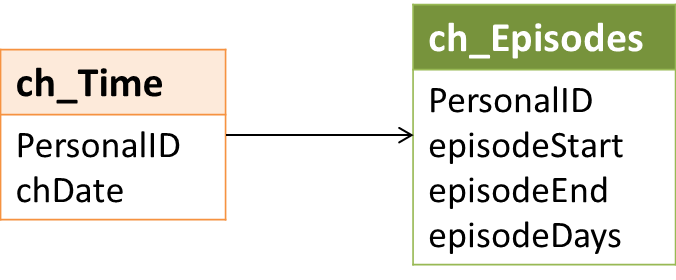 ch_Time
PersonalID
chDate
ch_Episodes
PersonalID
episodeStart
episodeEnd
episodeDays